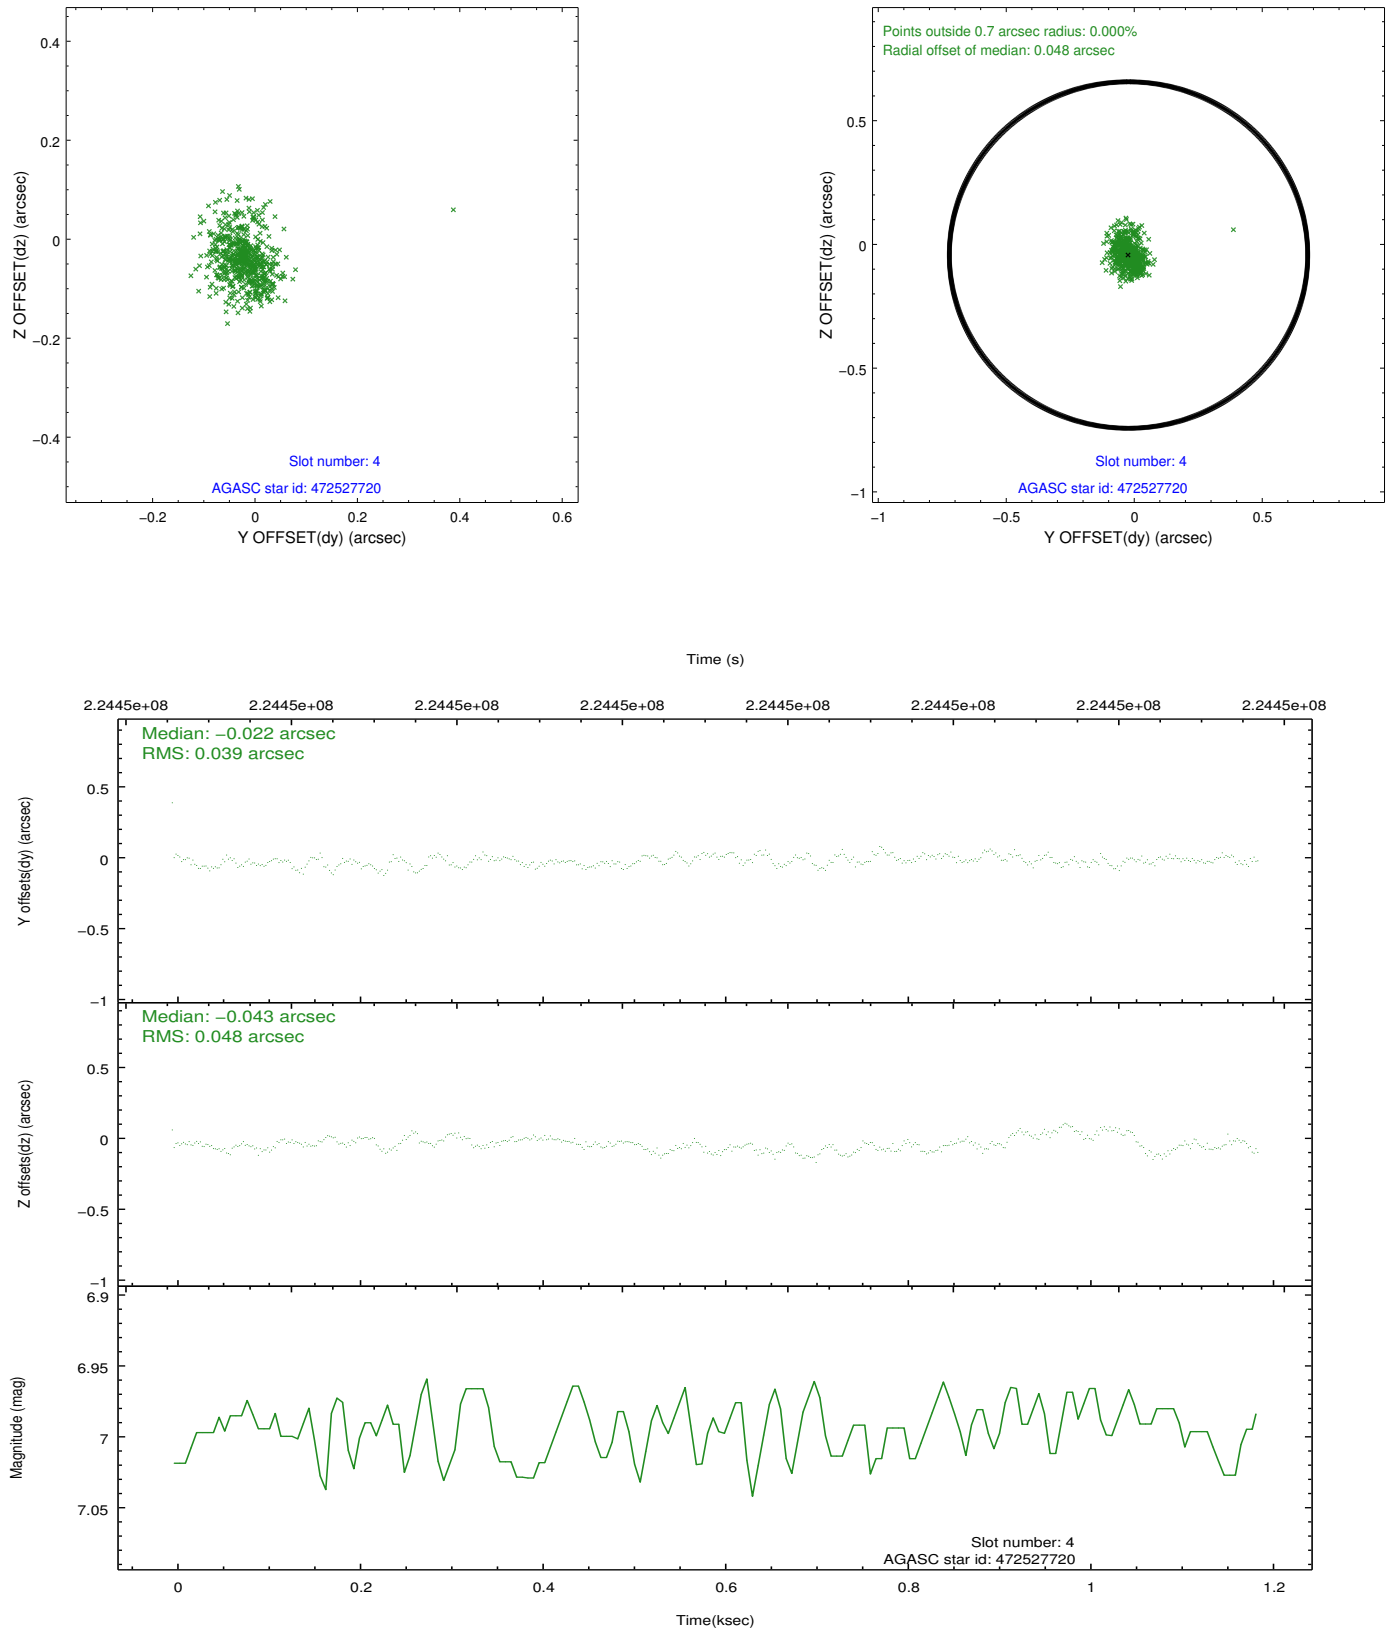 0.4
0.2
0
−0.2
−0.4
Z OFFSET(dz) (arcsec)
Slot number: 4
AGASC star id: 472527720
−0.2 0 0.2 0.4 0.6
Y OFFSET(dy) (arcsec)
Points outside 0.7 arcsec radius: 0.000%
Radial offset of median: 0.048 arcsec
0.5
0
−0.5
−1
Z OFFSET(dz) (arcsec)
Slot number: 4
AGASC star id: 472527720
−1 −0.5 0 0.5
Y OFFSET(dy) (arcsec)
Time (s)
2.2445e+08 2.2445e+08 2.2445e+08 2.2445e+08 2.2445e+08 2.2445e+08 2.2445e+08 2.2445e+08
Median: −0.022 arcsec
RMS: 0.039 arcsec
0.5
0
−0.5
−1
Y offsets(dy) (arcsec)
Median: −0.043 arcsec
RMS: 0.048 arcsec
0.5
0
−0.5
−1
Z offsets(dz) (arcsec)
6.9
6.95
7
7.05
Magnitude (mag)
Slot number: 4
AGASC star id: 472527720
0 0.2 0.4 0.6 0.8 1 1.2
Time(ksec)